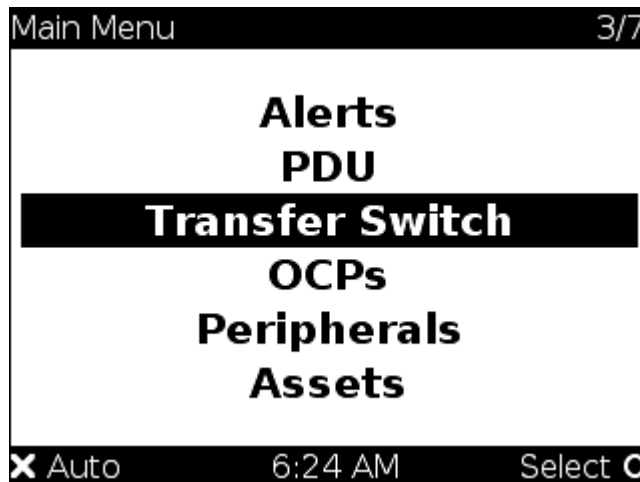 Main Menu 3/7
Alerts
PDU
Transfer Switch
OCPs
Peripherals
Assets
X Auto 6:24 AM Select O